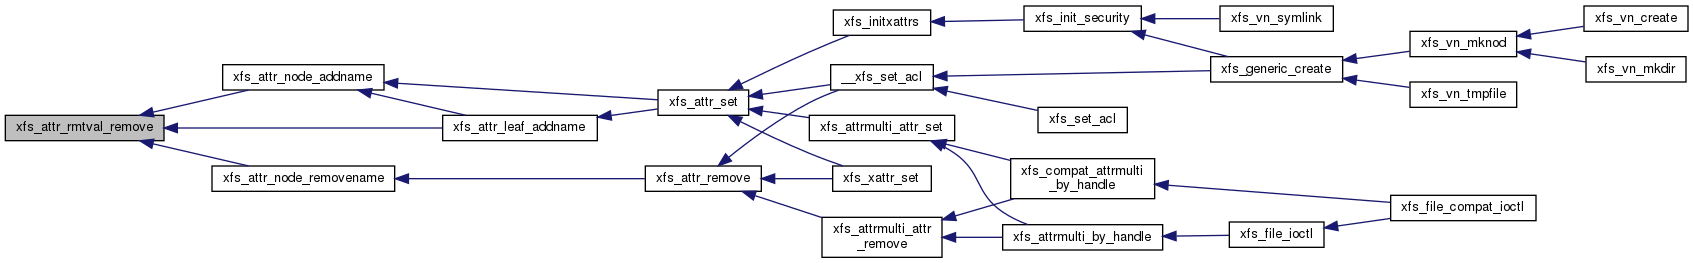 xfs_attr_rmtval_remove
xfs_attr_node_addname
xfs_attr_leaf_addname
xfs_attr_node_removename
xfs_attr_set
xfs_attr_remove
xfs_initxattrs
__xfs_set_acl
xfs_attrmulti_attr_set
xfs_xattr_set
xfs_attrmulti_attr
_remove
xfs_init_security
xfs_set_acl
xfs_compat_attrmulti
_by_handle
xfs_attrmulti_by_handle
xfs_vn_symlink
xfs_generic_create
xfs_file_ioctl
xfs_vn_mknod
xfs_vn_tmpfile
xfs_file_compat_ioctl
xfs_vn_create
xfs_vn_mkdir